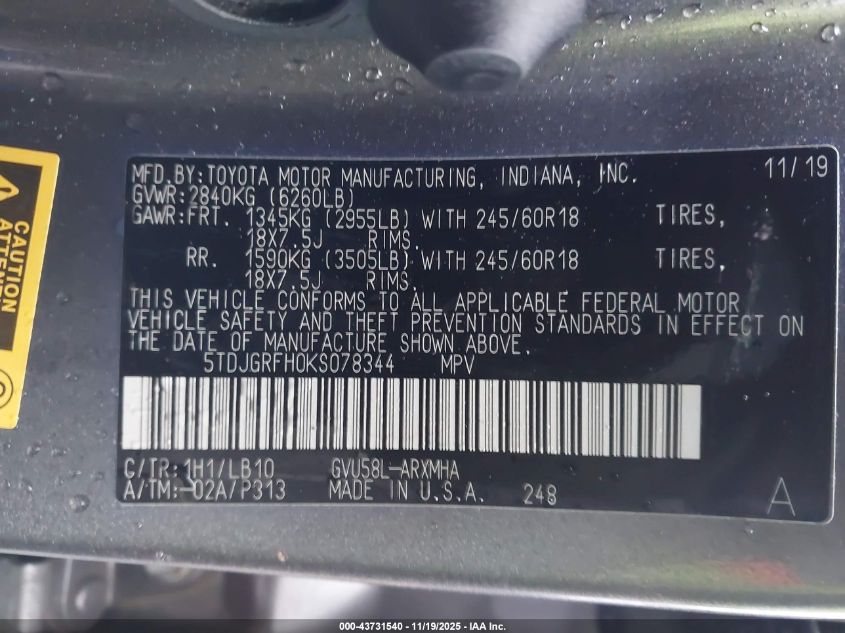 CAUTION
MFD.BY:TOYOTA MOTOR MANUFACTURING, INDIANA, INC. 11/19
GVWR:2840KG (6260LB)
GAWR:FRT. 1345KG (2955LB) WITH 245/60R18 TIRES,
18X7.5J RIMS.
RR. 1590KG (3505LB) WITH 245/60R18 TIRES,
18X7.5J RIMS.
THIS VEHICLE CONFORMS TO ALL APPLICABLE FEDERAL MOTOR
VEHICLE SAFETY AND THEFT PREVENTION STANDARDS IN EFFECT ON
THE DATE OF MANUFACTURE SHOWN ABOVE.
5TDJGRFH0KS078344 MPV
C/TR:1H1/LB10 GVU58L-ARXMHA
A/TM:-02A/P313 MADE IN U.S.A. 248 A
000-43731540 - 11/19/2025 - IAA Inc.